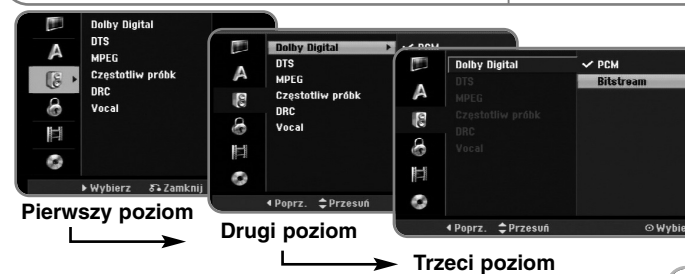 Dolby Digital
DTS
MPEG
Częstotliw próbk
DRC
Vocal
Wybierz Zamknij
Pierwszy poziom
Dolby Digital PCM
DTS
MPEG
Częstotliw próbk
DRC
Vocal
Poprz. Przesuń
Drugi poziom
Dolby Digital PCM
DTS Bitstream
MPEG
Częstotliw próbk
DRC
Vocal
Poprz. Przesuń Wybie
Trzeci poziom